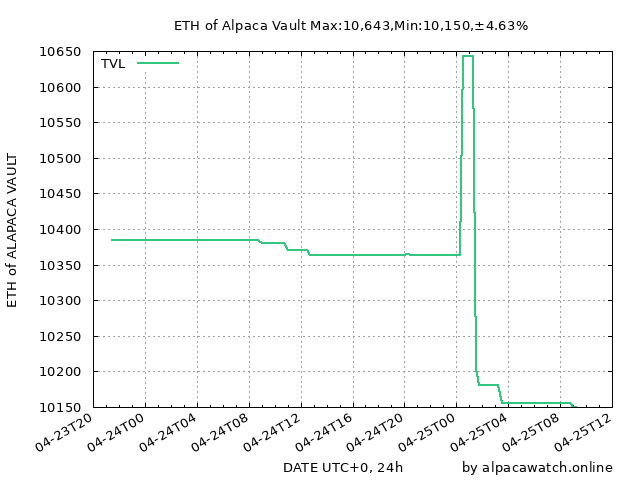 ETH of Alpaca Vault Max:10,643,Min:10,150,±4.63%
TVL
ETH of ALAPACA VAULT
10650
10600
10550
10500
10450
10400
10350
10300
10250
10200
10150
04-23T20
04-24T00
04-24T04
04-24T08
04-24T12
04-24T16
04-24T20
04-25T00
04-25T04
04-25T08
04-25T12
DATE UTC+0, 24h
by alpacawatch.online